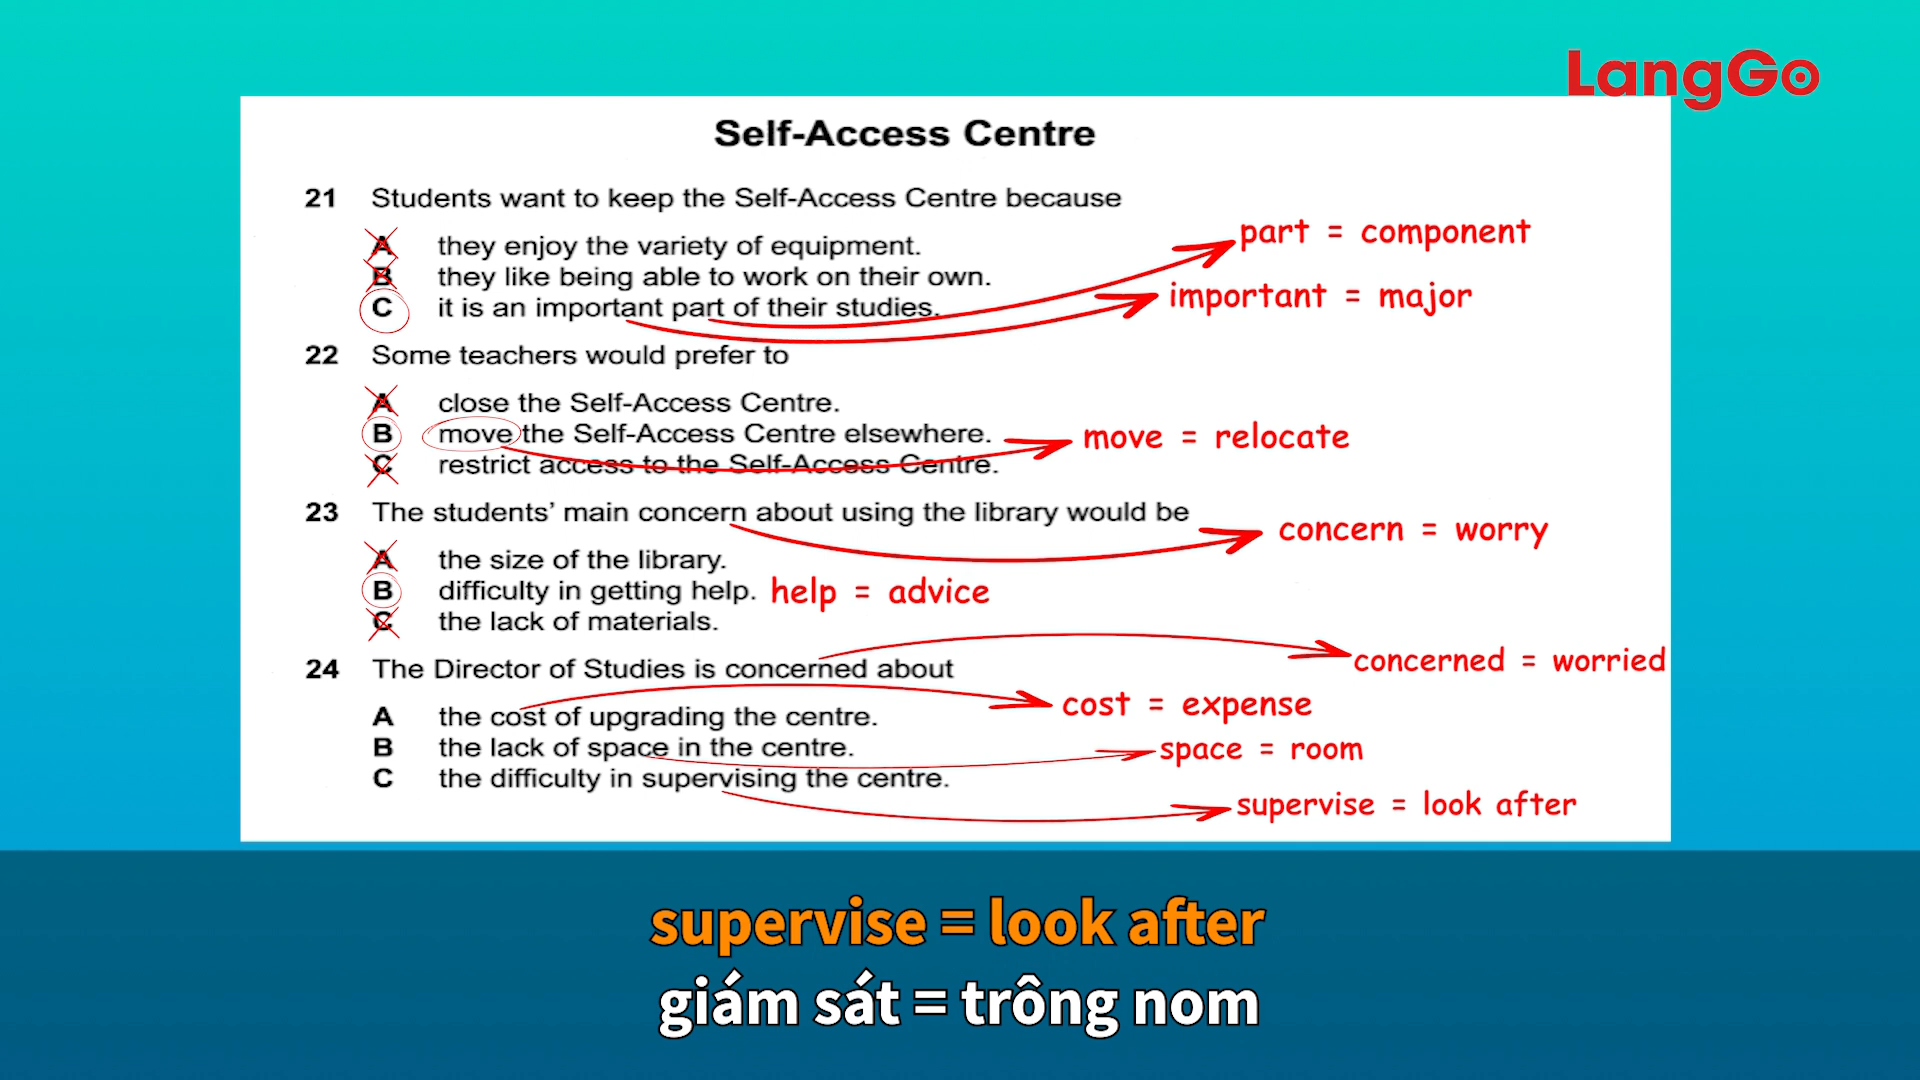 LangGo
Self-Access Centre
21 Students want to keep the Self-Access Centre because
A they enjoy the variety of equipment.
B they like being able to work on their own.
C it is an important part of their studies.
part = component
important = major
22 Some teachers would prefer to
A close the Self-Access Centre.
B move the Self-Access Centre elsewhere.
C restrict access to the Self-Access Centre.
move = relocate
23 The students’ main concern about using the library would be
concern = worry
A the size of the library.
B difficulty in getting help. help = advice
C the lack of materials.
24 The Director of Studies is concerned about
concerned = worried
A the cost of upgrading the centre.
cost = expense
B the lack of space in the centre.
space = room
C the difficulty in supervising the centre.
supervise = look after
supervise = look after
giám sát = trông nom